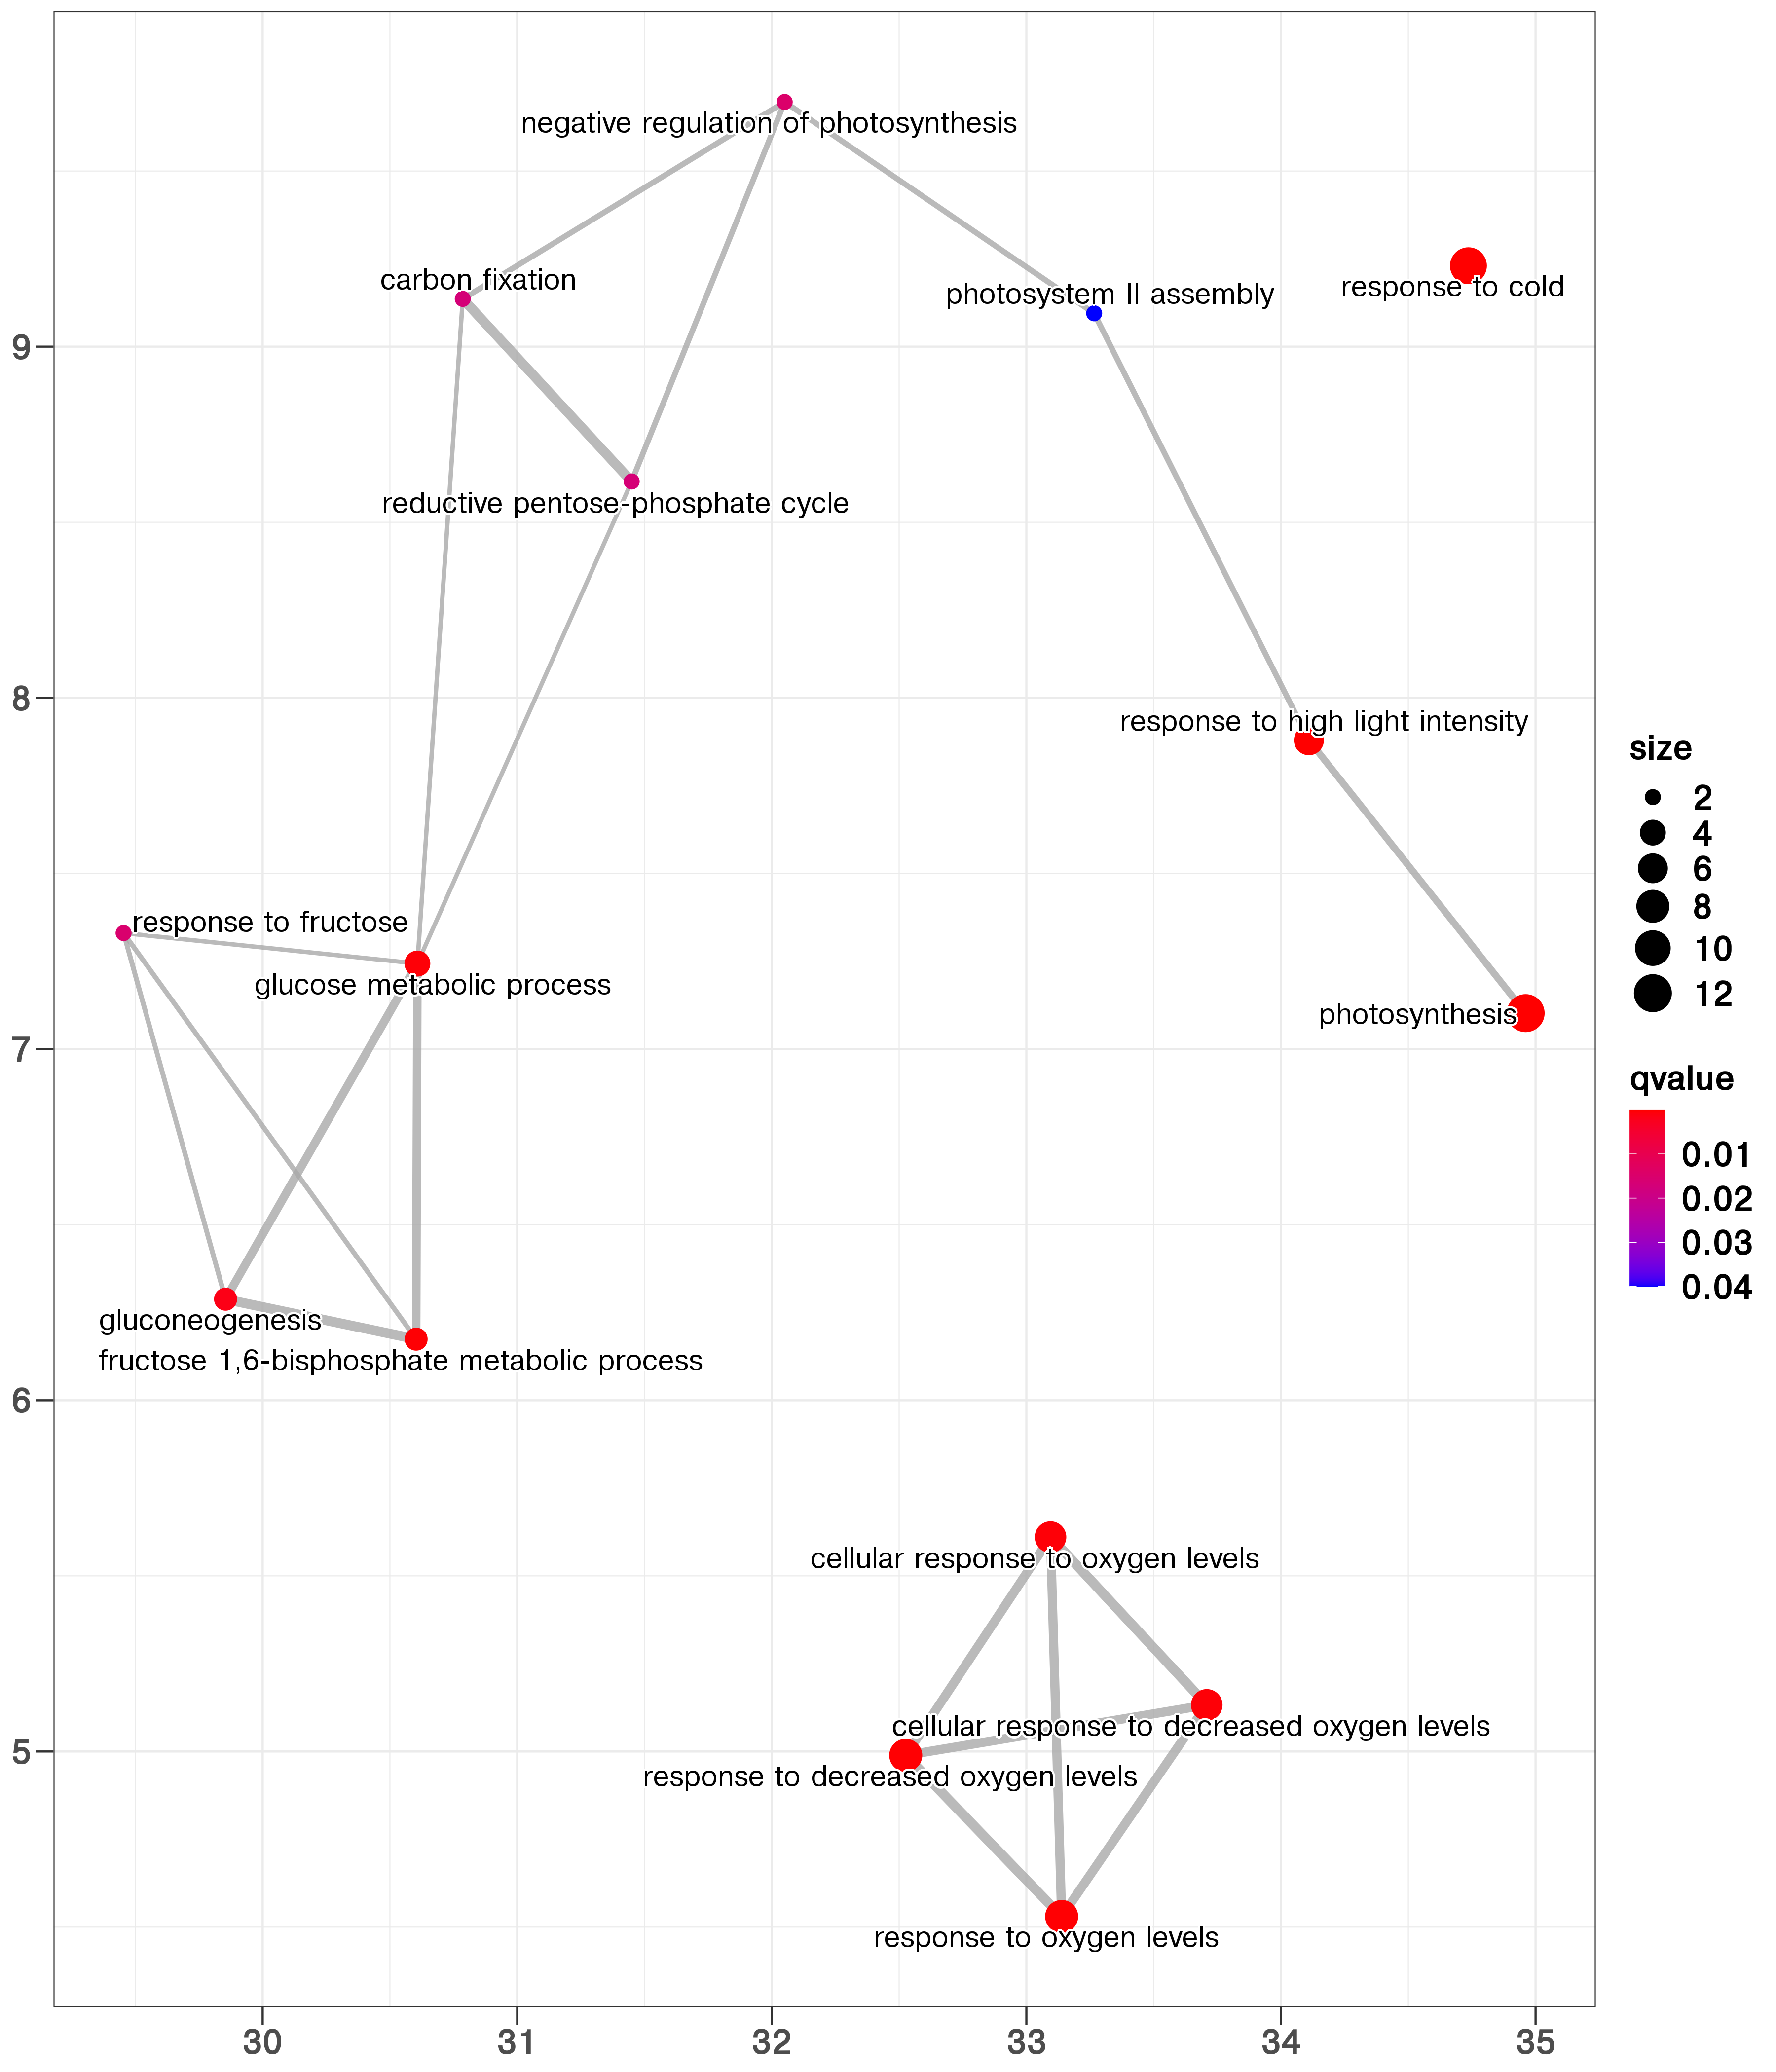 negative regulation of photosynthesis
carbon fixation
photosystem II assembly
response to cold
9
reductive pentose-phosphate cycle
8
response to high light intensity
response to fructose
glucose metabolic process
photosynthesis
7
gluconeogenesis
fructose 1,6-bisphosphate metabolic process
6
cellular response to oxygen levels
cellular response to decreased oxygen levels
5
response to decreased oxygen levels
response to oxygen levels
30 31 32 33 34 35
size
2
4
6
8
10
12
qvalue
0.01
0.02
0.03
0.04